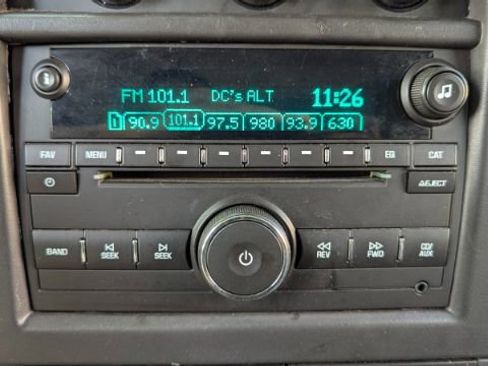 FM 101.1 DC's ALT 11:26
1 90.9 101.1 97.5 980 93.9 630
FAV MENU EQ CAT
EJECT
BAND SEEK SEEK REV FWD CD/AUX